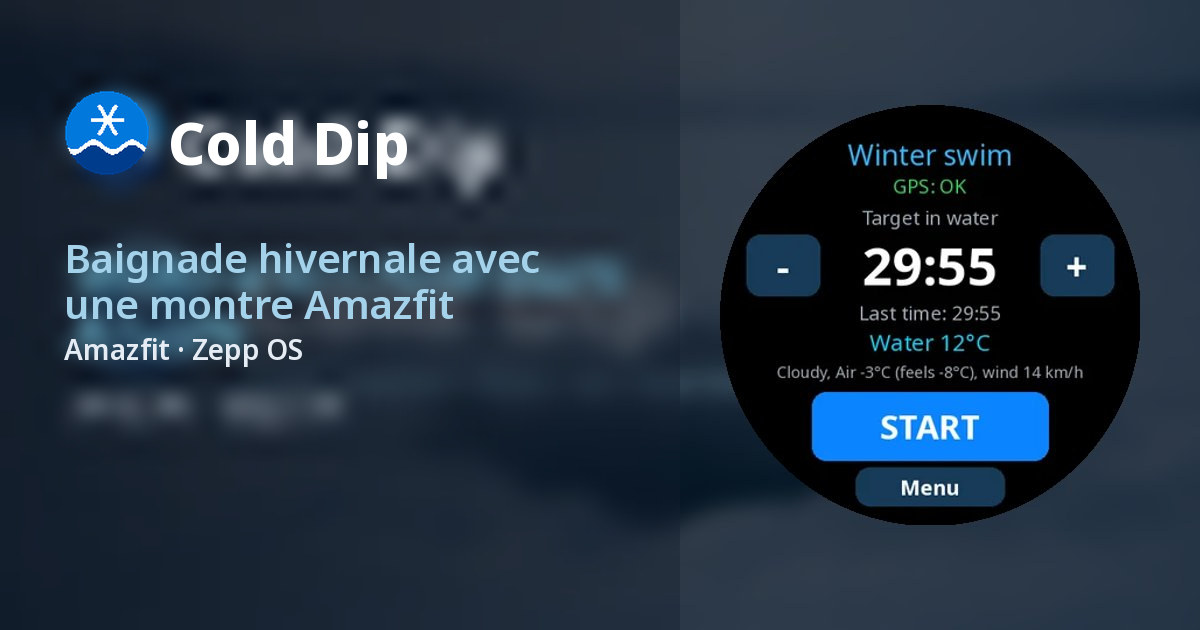 Cold Dip
Baignade hivernale avec
une montre Amazfit
Amazfit · Zepp OS
Winter swim
GPS: OK
Target in water
- 29:55 +
Last time: 29:55
Water 12°C
Cloudy, Air -3°C (feels -8°C), wind 14 km/h
START
Menu